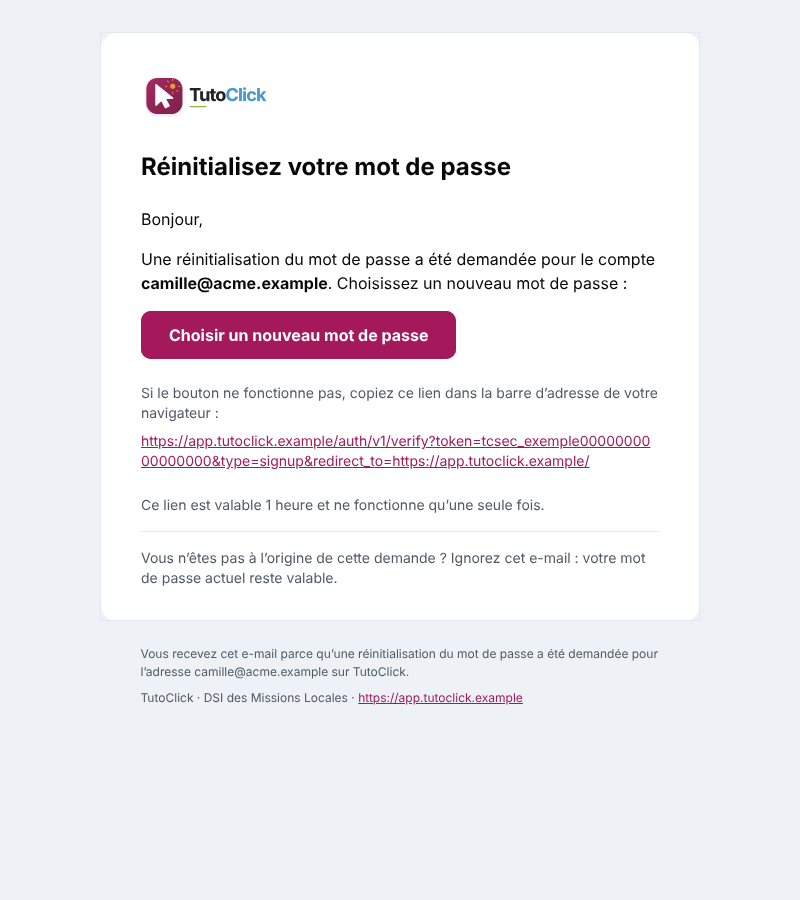 TutoClick
Réinitialisez votre mot de passe
Bonjour,
Une réinitialisation du mot de passe a été demandée pour le compte
camille@acme.example. Choisissez un nouveau mot de passe :
Choisir un nouveau mot de passe
Si le bouton ne fonctionne pas, copiez ce lien dans la barre d’adresse de votre
navigateur :
https://app.tutoclick.example/auth/v1/verify?token=tcsec_exemple00000000
00000000&type=signup&redirect_to=https://app.tutoclick.example/
Ce lien est valable 1 heure et ne fonctionne qu’une seule fois.
Vous n’êtes pas à l’origine de cette demande ? Ignorez cet e-mail : votre mot
de passe actuel reste valable.
Vous recevez cet e-mail parce qu’une réinitialisation du mot de passe a été demandée pour
l’adresse camille@acme.example sur TutoClick.
TutoClick · DSI des Missions Locales · https://app.tutoclick.example